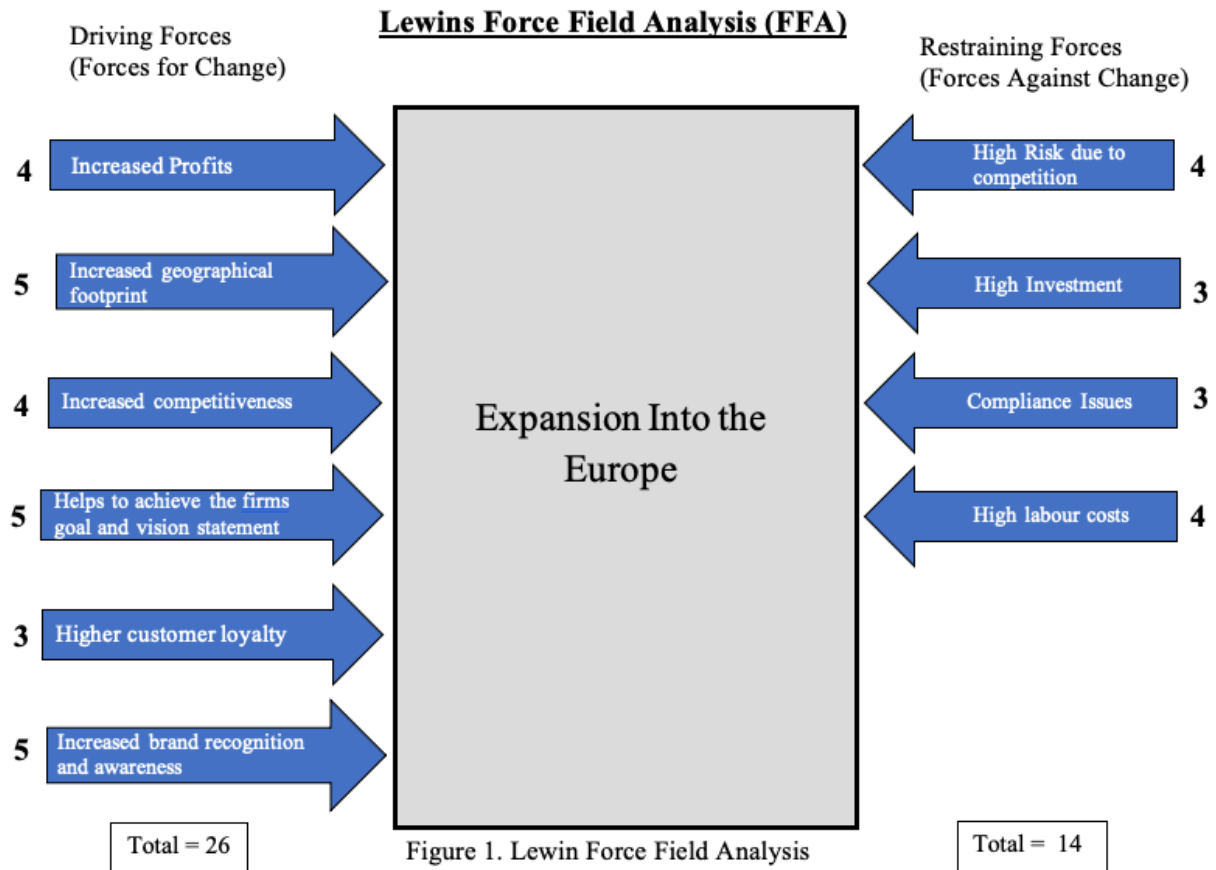 Lewins Force Field Analysis (FFA)
Driving Forces
(Forces for Change)
Restraining Forces
(Forces Against Change)
4
Increased Profits
High Risk due to
competition
4
5
Increased geographical
footprint
High Investment
3
4
Increased competitiveness
Compliance Issues
3
Expansion Into the
Europe
5
Helps to achieve the firms
goal and vision statement
High labour costs
4
3
Higher customer loyalty
5
Increased brand recognition
and awareness
Total = 26
Figure 1. Lewin Force Field Analysis
Total = 14